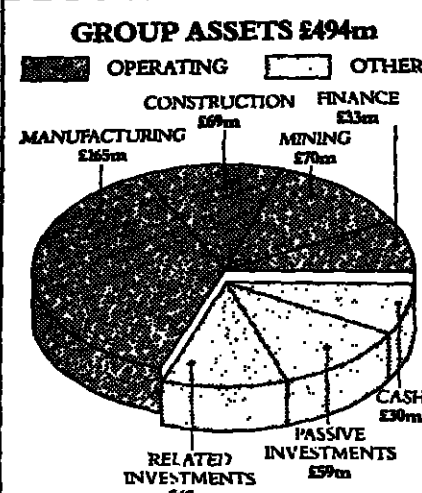 GROUP ASSETS £494m
OPERATING OTHER
CONSTRUCTION
£69m
FINANCE
£33m
MANUFACTURING
£165m
MINING
£70m
CASH
£30m
PASSIVE
INVESTMENTS
£59m
RELATED
INVESTMENTS